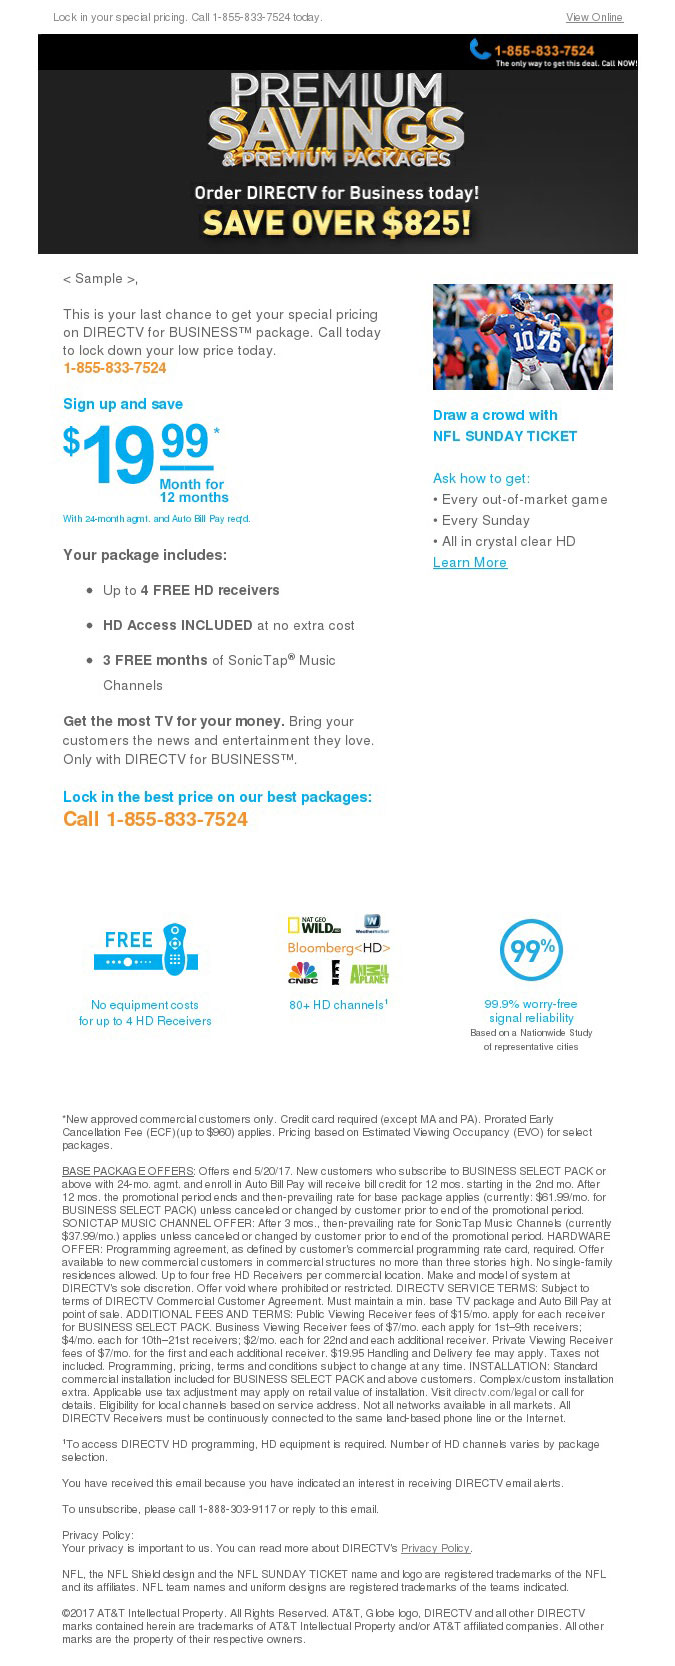 Lock in your special pricing. Call 1-855-833-7524 today.
View Online
1-855-833-7524
The only way to get this deal. Call NOW!
PREMIUM
SAVINGS
& PREMIUM PACKAGES
Order DIRECTV for Business today!
SAVE OVER $825!
< Sample >,
This is your last chance to get your special pricing
on DIRECTV for BUSINESS™ package. Call today
to lock down your low price today.
1-855-833-7524
Sign up and save
$19 99*
Month for
12 months
With 24-month agmt. and Auto Bill Pay req'd.
Your package includes:
• Up to 4 FREE HD receivers
• HD Access INCLUDED at no extra cost
• 3 FREE months of SonicTap® Music
Channels
Get the most TV for your money. Bring your
customers the news and entertainment they love.
Only with DIRECTV for BUSINESS™.
Lock in the best price on our best packages:
Call 1-855-833-7524
10 76
Draw a crowd with
NFL SUNDAY TICKET
Ask how to get:
• Every out-of-market game
• Every Sunday
• All in crystal clear HD
Learn More
FREE
No equipment costs
for up to 4 HD Receivers
NAT GEO
WILD HD
WeatherNation
Bloomberg<HD>
CNBC
E
ANIMAL
PLANET
80+ HD channels¹
99%
99.9% worry-free
signal reliability
Based on a Nationwide Study
of representative cities
*New approved commercial customers only. Credit card required (except MA and PA). Prorated Early
Cancellation Fee (ECF)(up to $960) applies. Pricing based on Estimated Viewing Occupancy (EVO) for select
packages.
BASE PACKAGE OFFERS: Offers end 5/20/17. New customers who subscribe to BUSINESS SELECT PACK or
above with 24-mo. agmt. and enroll in Auto Bill Pay will receive bill credit for 12 mos. starting in the 2nd mo. After
12 mos. the promotional period ends and then-prevailing rate for base package applies (currently: $61.99/mo. for
BUSINESS SELECT PACK) unless canceled or changed by customer prior to end of the promotional period.
SONICTAP MUSIC CHANNEL OFFER: After 3 mos., then-prevailing rate for SonicTap Music Channels (currently
$37.99/mo.) applies unless canceled or changed by customer prior to end of the promotional period. HARDWARE
OFFER: Programming agreement, as defined by customer's commercial programming rate card, required. Offer
available to new commercial customers in commercial structures no more than three stories high. No single-family
residences allowed. Up to four free HD Receivers per commercial location. Make and model of system at
DIRECTV's sole discretion. Offer void where prohibited or restricted. DIRECTV SERVICE TERMS: Subject to
terms of DIRECTV Commercial Customer Agreement. Must maintain a min. base TV package and Auto Bill Pay at
point of sale. ADDITIONAL FEES AND TERMS: Public Viewing Receiver fees of $15/mo. apply for each receiver
for BUSINESS SELECT PACK. Business Viewing Receiver fees of $7/mo. each apply for 1st–9th receivers;
$4/mo. each for 10th–21st receivers; $2/mo. each for 22nd and each additional receiver. Private Viewing Receiver
fees of $7/mo. for the first and each additional receiver. $19.95 Handling and Delivery fee may apply. Taxes not
included. Programming, pricing, terms and conditions subject to change at any time. INSTALLATION: Standard
commercial installation included for BUSINESS SELECT PACK and above customers. Complex/custom installation
extra. Applicable use tax adjustment may apply on retail value of installation. Visit directv.com/legal or call for
details. Eligibility for local channels based on service address. Not all networks available in all markets. All
DIRECTV Receivers must be continuously connected to the same land-based phone line or the Internet.
¹To access DIRECTV HD programming, HD equipment is required. Number of HD channels varies by package
selection.
You have received this email because you have indicated an interest in receiving DIRECTV email alerts.
To unsubscribe, please call 1-888-303-9117 or reply to this email.
Privacy Policy:
Your privacy is important to us. You can read more about DIRECTV's Privacy Policy.
NFL, the NFL Shield design and the NFL SUNDAY TICKET name and logo are registered trademarks of the NFL
and its affiliates. NFL team names and uniform designs are registered trademarks of the teams indicated.
©2017 AT&T Intellectual Property. All Rights Reserved. AT&T, Globe logo, DIRECTV and all other DIRECTV
marks contained herein are trademarks of AT&T Intellectual Property and/or AT&T affiliated companies. All other
marks are the property of their respective owners.